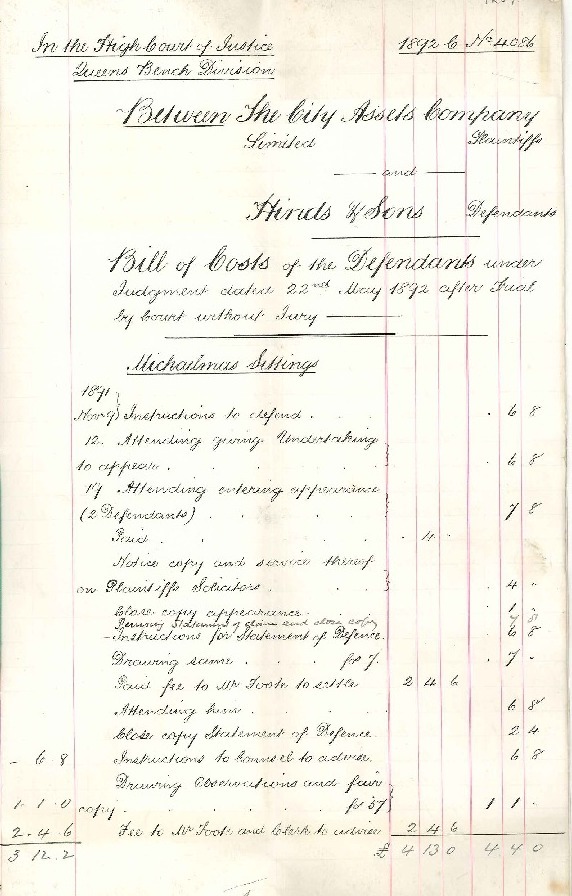 In the High Court of Justice 1892 C No 4086
Queens Bench Division
Between The City Assets Company
Limited Plaintiffs
and
Hinds & Sons Defendants
Bill of Costs of the Defendants under
Judgment dated 22nd May 1892 after Trial
by Court without Jury
Michailmas Sittings
1891
Nov 9 Instructions to defend . . . 6 8
12. Attending giving Undertaking
to appear . . . . 6 8
14 Attending entering appearance
(2 Defendants) . . . 7 8
Paid . . . . 4 .
Notice copy and service thereof
on Plaintiffs Solicitors . . . 4 "
Close copy appearance . . 1
Perusing Statement of claim and close copy
Instructions for Statement of Defence 6 8
Drawing same . . . fos 7. . 7 "
Paid fee to Mr Foote to settle 2 4 6
Attending him . . . 6 8
Close copy Statement of Defence 2 4
- 6 8 Instructions to Counsel to advise 6 8
Drawing Observations and fair
1 1 0 copy . . . . fos 57 1 1 .
2. 4. 6 Fee to Mr Foote and Clerk to advise 2 4 6
3 12. 2 £ 4 13 0 4 4 0